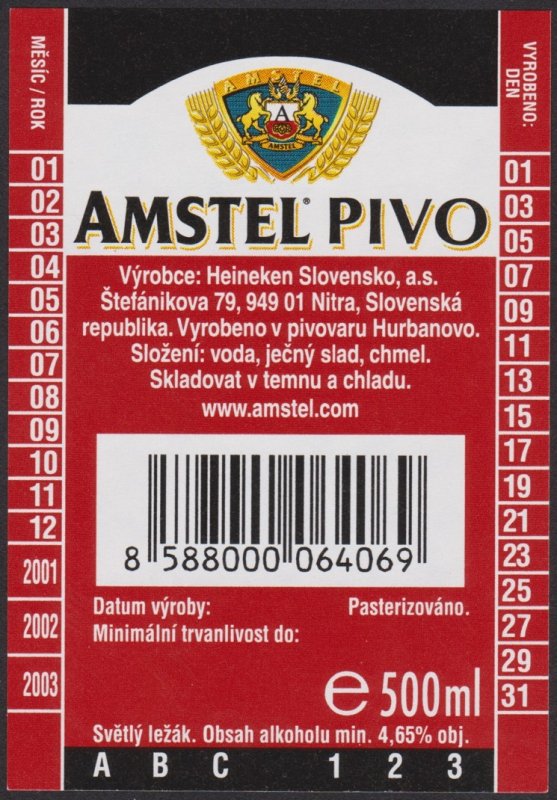 MĚSÍC / ROK
01
02
03
04
05
06
07
08
09
10
11
12
2001
2002
2003
AMSTEL
A
AMSTEL
AMSTEL® PIVO
Výrobce: Heineken Slovensko, a.s.
Štefánikova 79, 949 01 Nitra, Slovenská
republika. Vyrobeno v pivovaru Hurbanovo.
Složení: voda, ječný slad, chmel.
Skladovat v temnu a chladu.
www.amstel.com
8 588000 064069
Datum výroby: Pasterizováno.
Minimální trvanlivost do:
e 500ml
Světlý ležák. Obsah alkoholu min. 4,65% obj.
A B C 1 2 3
VYROBENO:
DEN
01
03
05
07
09
11
13
15
17
19
21
23
25
27
29
31